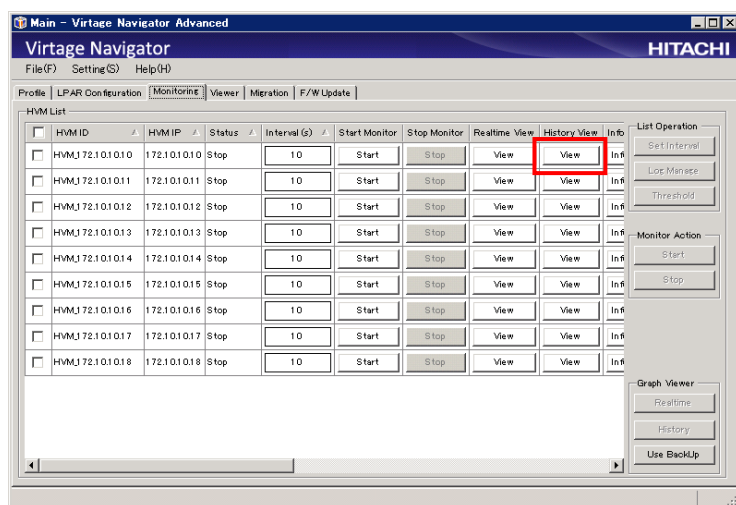 Main - Virtage Navigator Advanced
Virtage Navigator HITACHI
File(F) Setting(S) Help(H)
Profile LPAR Configuration Monitoring Viewer Migration F/W Update
HVM List
HVM ID HVM IP Status Interval (s) Start Monitor Stop Monitor Realtime View History View Info
HVM_172.10.10.10 172.10.10.10 Stop 10 Start Stop View View Inf
HVM_172.10.10.11 172.10.10.11 Stop 10 Start Stop View View Inf
HVM_172.10.10.12 172.10.10.12 Stop 10 Start Stop View View Inf
HVM_172.10.10.13 172.10.10.13 Stop 10 Start Stop View View Inf
HVM_172.10.10.14 172.10.10.14 Stop 10 Start Stop View View Inf
HVM_172.10.10.15 172.10.10.15 Stop 10 Start Stop View View Inf
HVM_172.10.10.16 172.10.10.16 Stop 10 Start Stop View View Inf
HVM_172.10.10.17 172.10.10.17 Stop 10 Start Stop View View Inf
HVM_172.10.10.18 172.10.10.18 Stop 10 Start Stop View View Inf
List Operation
Set Interval
Log Manage
Threshold
Monitor Action
Start
Stop
Graph Viewer
Realtime
History
Use BackUp